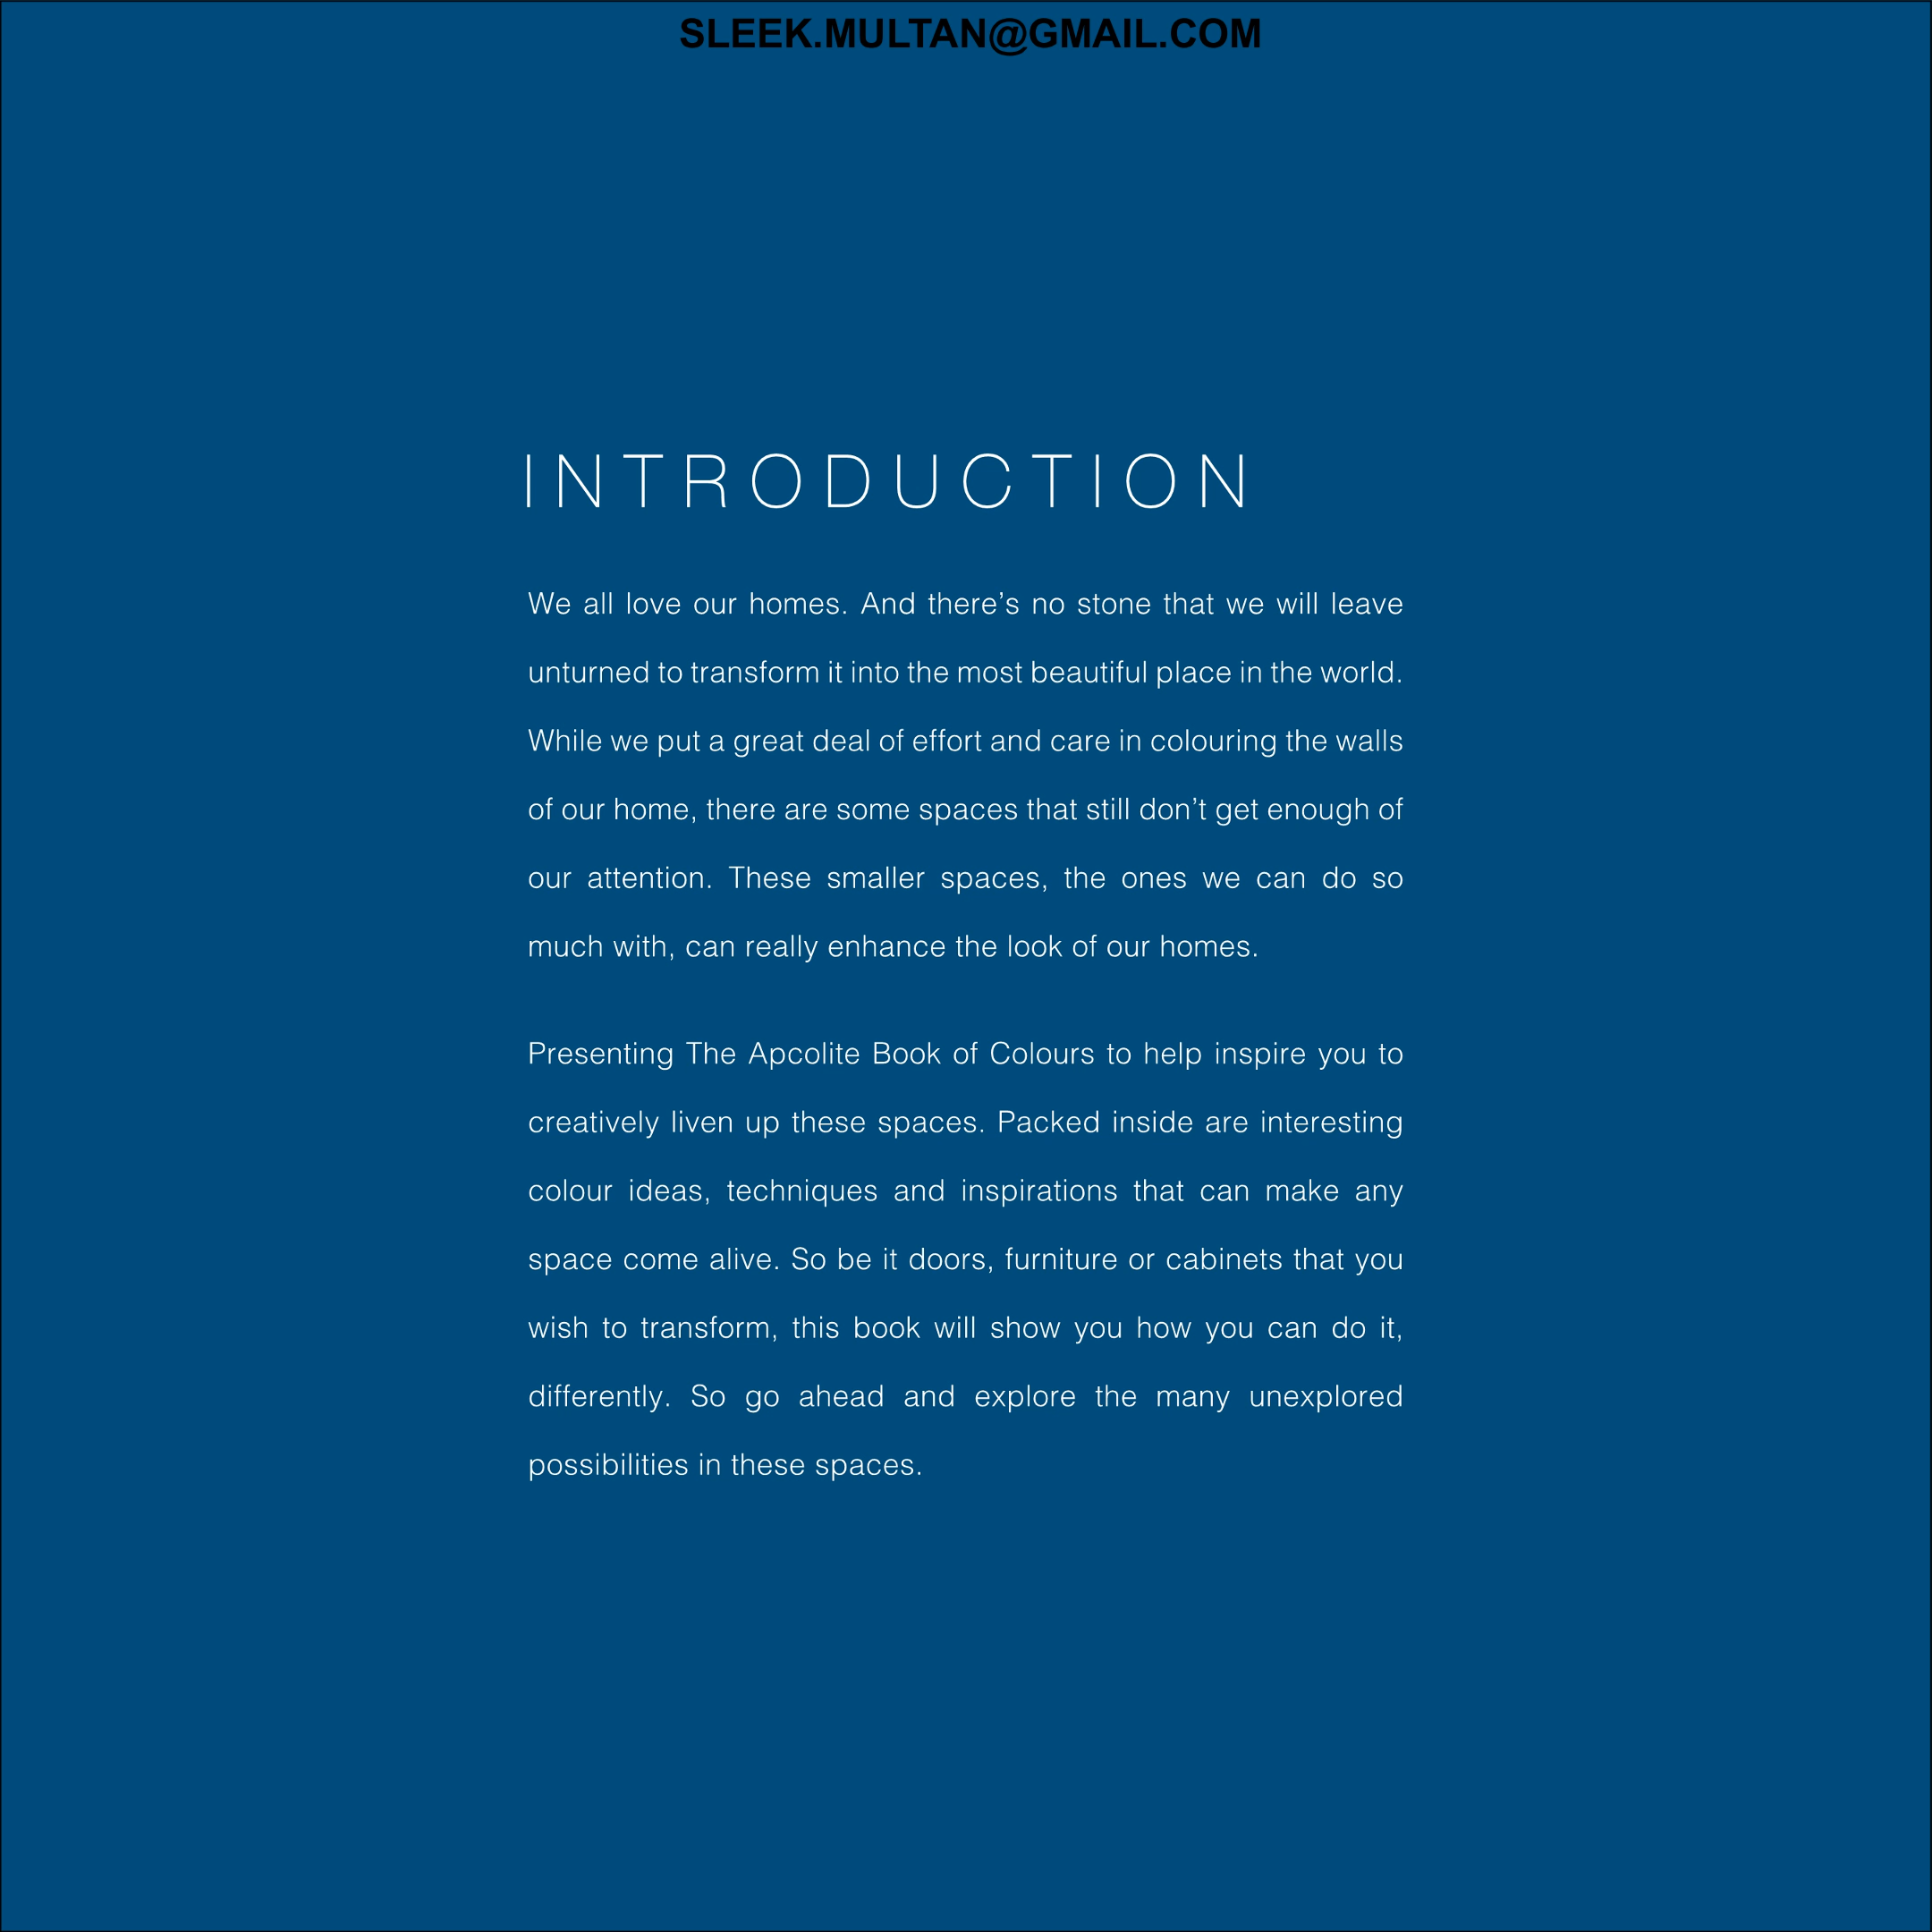 SLEEK.MULTAN@GMAIL.COM
INTRODUCTION
We all love our homes. And there’s no stone that we will leave
unturned to transform it into the most beautiful place in the world.
While we put a great deal of effort and care in colouring the walls
of our home, there are some spaces that still don’t get enough of
our attention. These smaller spaces, the ones we can do so
much with, can really enhance the look of our homes.
Presenting The Apcolite Book of Colours to help inspire you to
creatively liven up these spaces. Packed inside are interesting
colour ideas, techniques and inspirations that can make any
space come alive. So be it doors, furniture or cabinets that you
wish to transform, this book will show you how you can do it,
differently. So go ahead and explore the many unexplored
possibilities in these spaces.